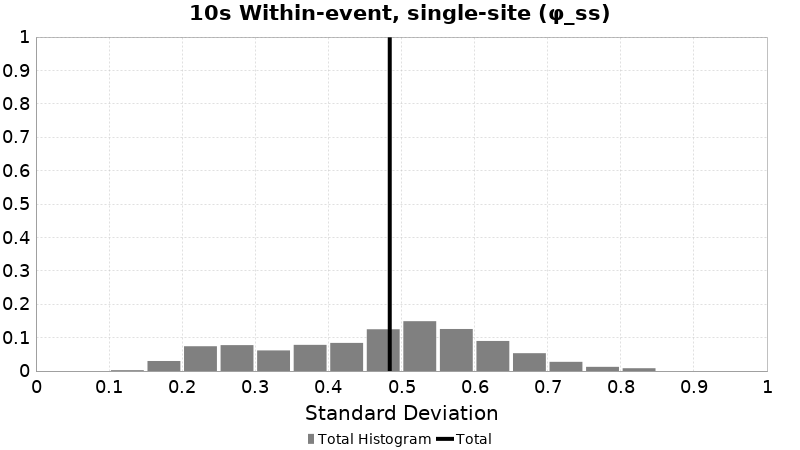 10s Within-event, single-site (φ_ss)
1
0.9
0.8
0.7
0.6
0.5
0.4
0.3
0.2
0.1
0
0 0.1 0.2 0.3 0.4 0.5 0.6 0.7 0.8 0.9 1
Standard Deviation
Total Histogram Total